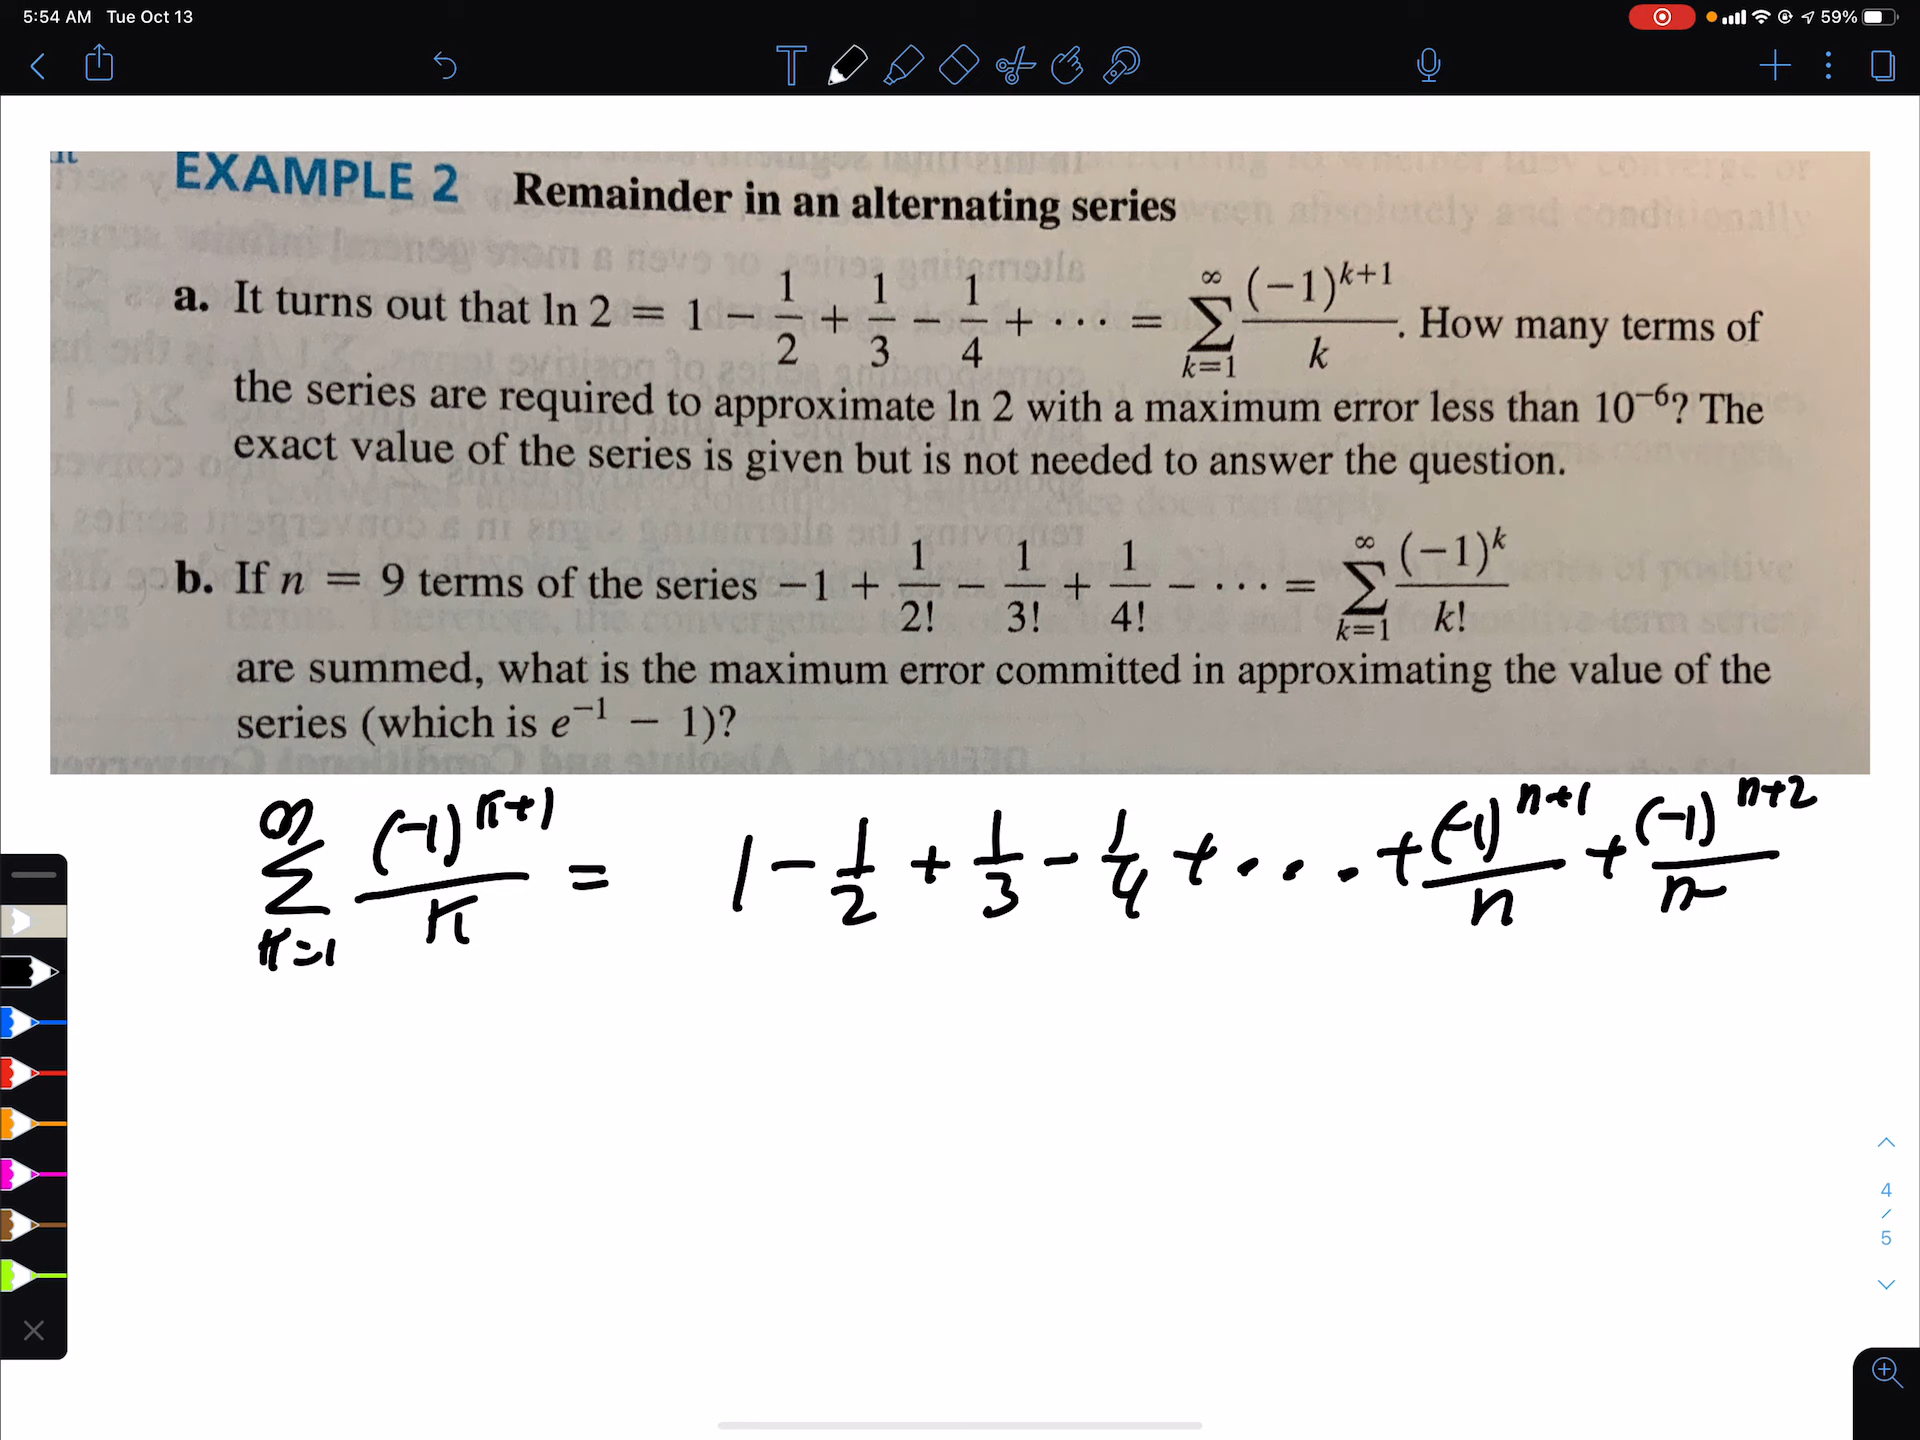 5:54 AM Tue Oct 13
59%
EXAMPLE 2 Remainder in an alternating series
a. It turns out that ln 2 = 1 − 1/2 + 1/3 − 1/4 + ··· = ∑_{k=1}^{∞} (−1)^{k+1}/k. How many terms of
the series are required to approximate ln 2 with a maximum error less than 10^{−6}? The
exact value of the series is given but is not needed to answer the question.
b. If n = 9 terms of the series −1 + 1/2! − 1/3! + 1/4! − ··· = ∑_{k=1}^{∞} (−1)^k/k!
are summed, what is the maximum error committed in approximating the value of the
series (which is e^{−1} − 1)?
∑_{k=1}^{∞} (-1)^{k+1}/k = 1 - 1/2 + 1/3 - 1/4 + ... + (-1)^{n+1}/n + (-1)^{n+2}/n
4
/
5